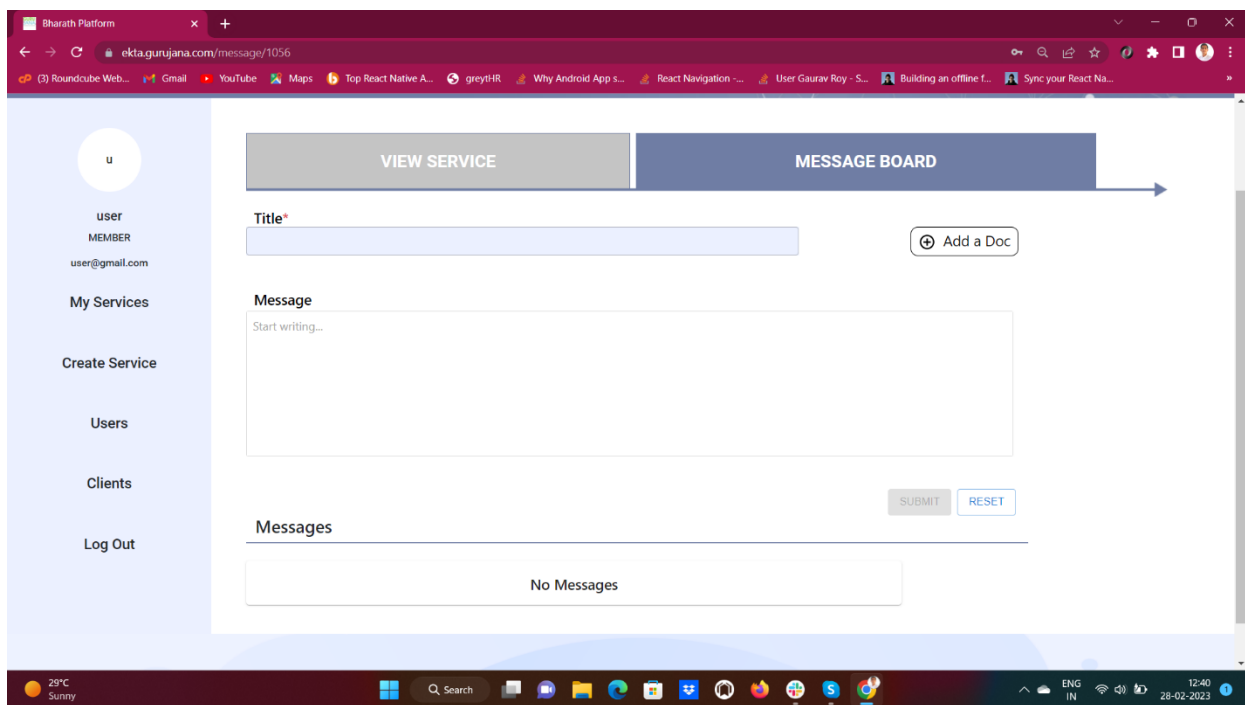 Bharath Platform
ekta.gurujana.com/message/1056
(3) Roundcube Web... Gmail YouTube Maps Top React Native A... greytHR Why Android App s... React Navigation -... User Gaurav Roy - S... Building an offline f... Sync your React Na... »
u
user
MEMBER
user@gmail.com
My Services
Create Service
Users
Clients
Log Out
VIEW SERVICE MESSAGE BOARD
Title*
Add a Doc
Message
Start writing...
SUBMIT RESET
Messages
No Messages
29°C
Sunny
Search
ENG
IN
12:40
28-02-2023
1